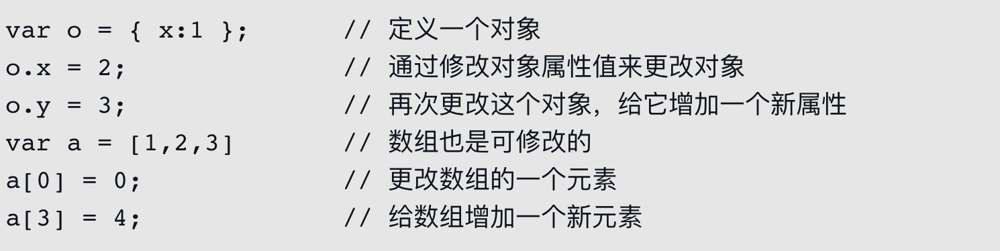 var o = { x:1 };      // 定义一个对象
o.x = 2;              // 通过修改对象属性值来更改对象
o.y = 3;              // 再次更改这个对象，给它增加一个新属性
var a = [1,2,3]       // 数组也是可修改的
a[0] = 0;             // 更改数组的一个元素
a[3] = 4;             // 给数组增加一个新元素